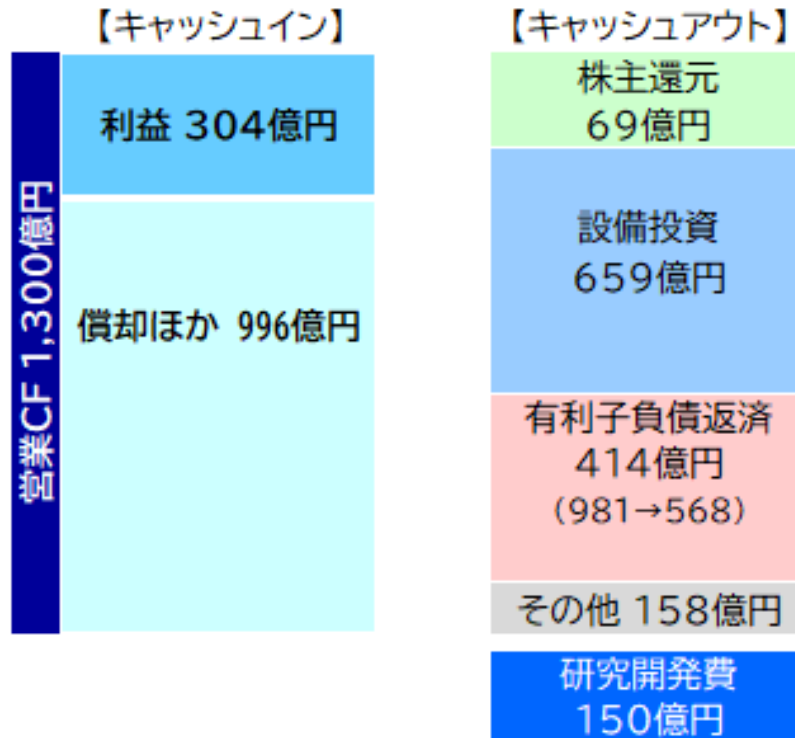 【キャッシュイン】
営業CF 1,300億円
利益 304億円
償却ほか 996億円
【キャッシュアウト】
株主還元
69億円
設備投資
659億円
有利子負債返済
414億円
(981→568)
その他 158億円
研究開発費
150億円